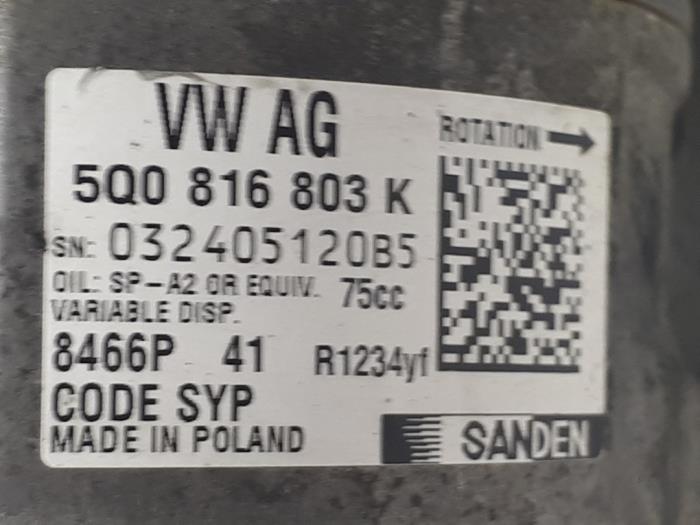 VW AG
ROTATION
5Q0 816 803 K
SN: 032405120B5
OIL: SP-A2 OR EQUIV. 75cc
VARIABLE DISP.
8466P 41 R1234yf
CODE SYP
MADE IN POLAND
SANDEN